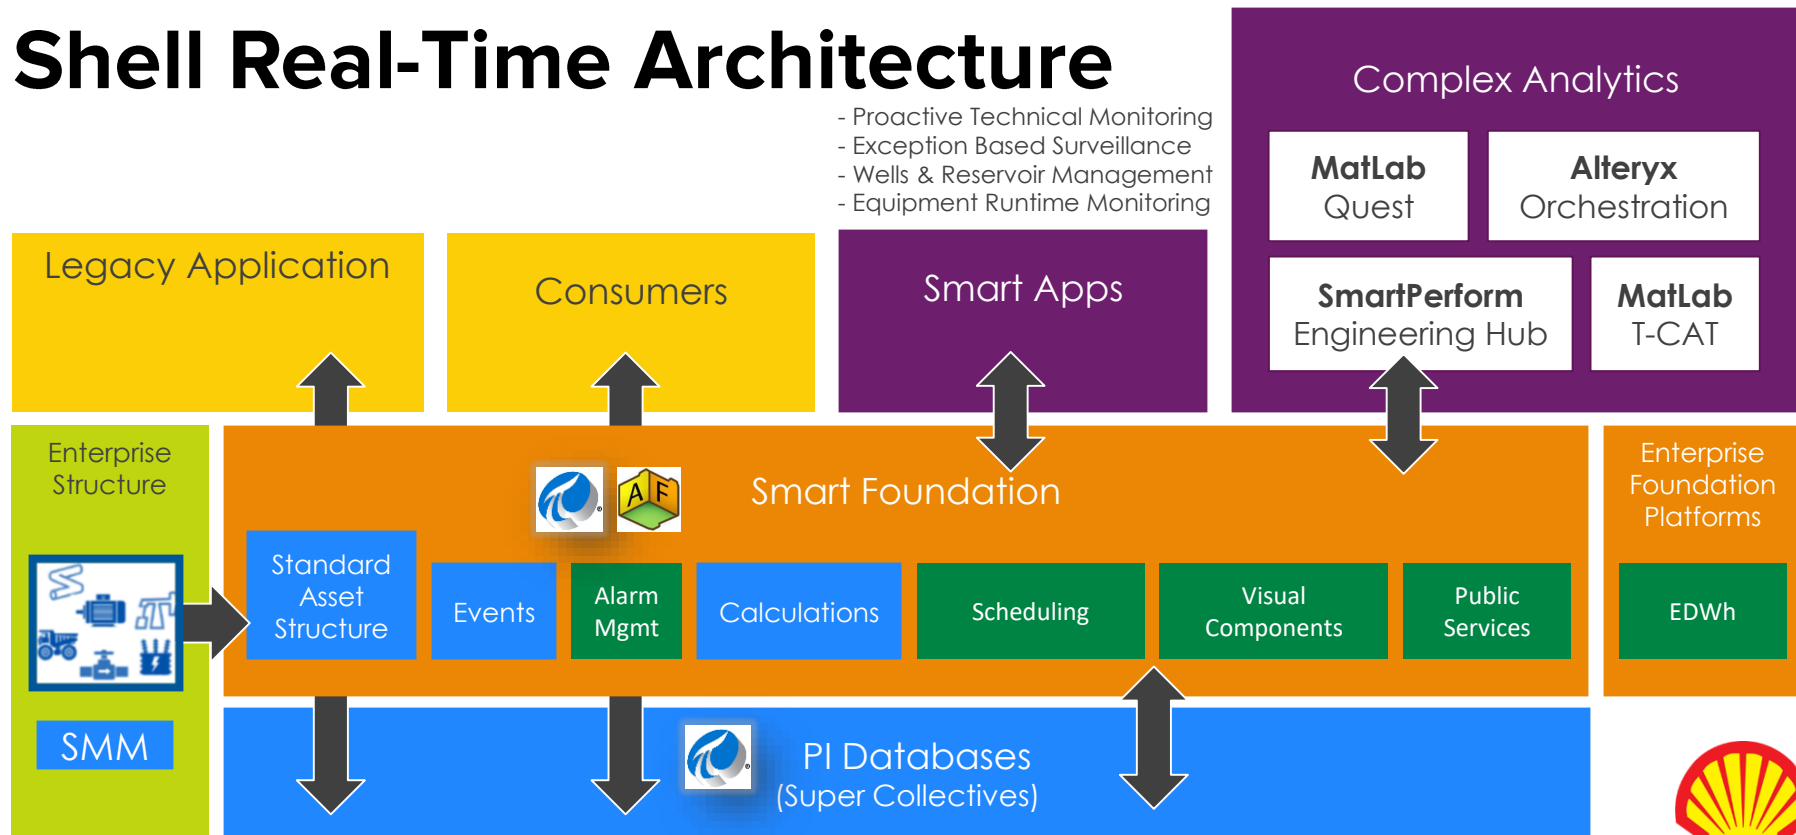 Shell Real-Time Architecture
- Proactive Technical Monitoring
- Exception Based Surveillance
- Wells & Reservoir Management
- Equipment Runtime Monitoring
Complex Analytics
MatLab
Quest
Alteryx
Orchestration
SmartPerform
Engineering Hub
MatLab
T-CAT
Legacy Application
Consumers
Smart Apps
Enterprise
Structure
SMM
AF
Smart Foundation
Standard
Asset
Structure
Events
Alarm
Mgmt
Calculations
Scheduling
Visual
Components
Public
Services
Enterprise
Foundation
Platforms
EDWh
PI Databases
(Super Collectives)